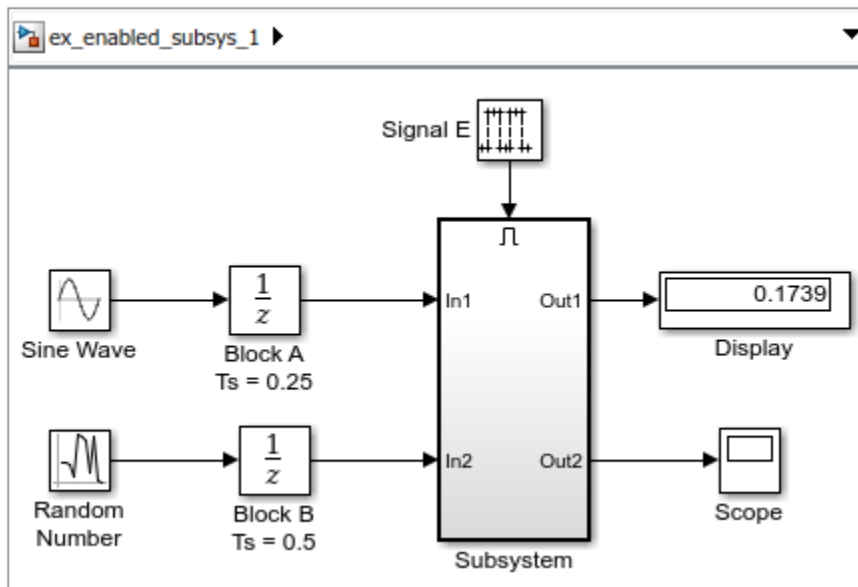 ex_enabled_subsys_1
Signal E
Sine Wave
1
z
Block A
Ts = 0.25
In1
Out1
0.1739
Display
Random
Number
1
z
Block B
Ts = 0.5
In2
Out2
Scope
Subsystem